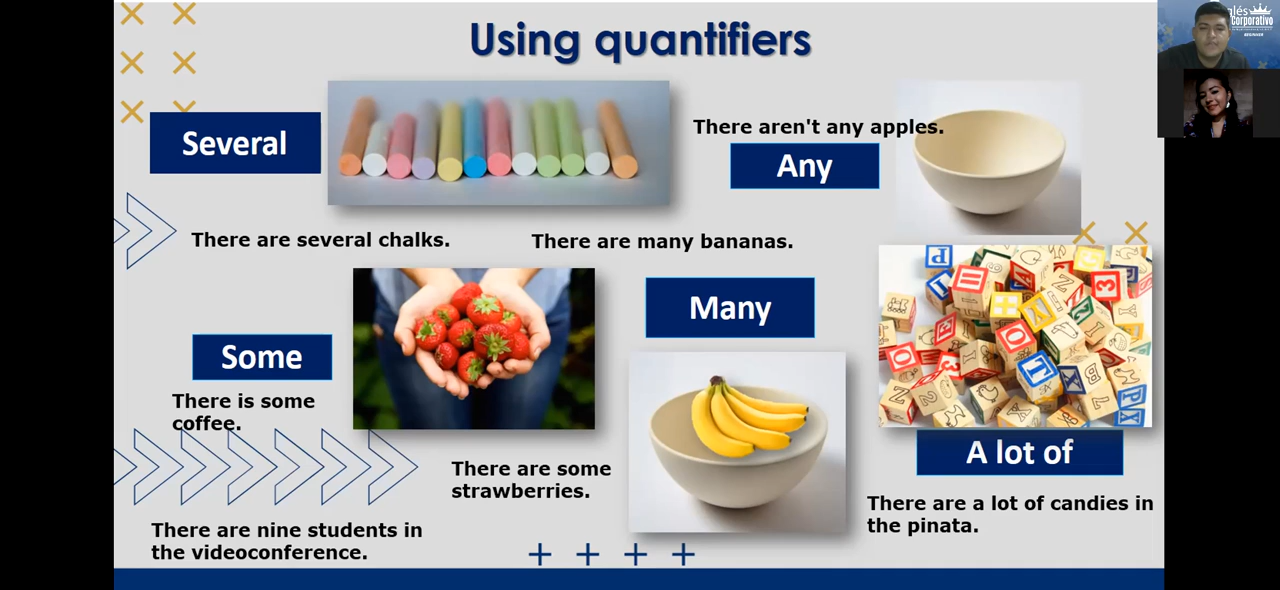 Using quantifiers
glés
Corporativo
BEGINNER
Several
There aren't any apples.
Any
There are several chalks.
There are many bananas.
Many
Some
There is some
coffee.
There are some
strawberries.
A lot of
There are a lot of candies in
the pinata.
There are nine students in
the videoconference.